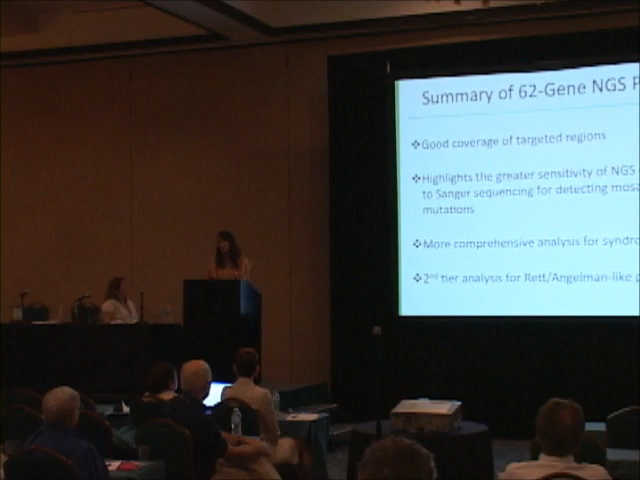 Summary of 62-Gene NGS P
❖Good coverage of targeted regions
❖Highlights the greater sensitivity of NGS
to Sanger sequencing for detecting mosa
mutations
❖More comprehensive analysis for syndro
❖2nd tier analysis for Rett/Angelman-like p